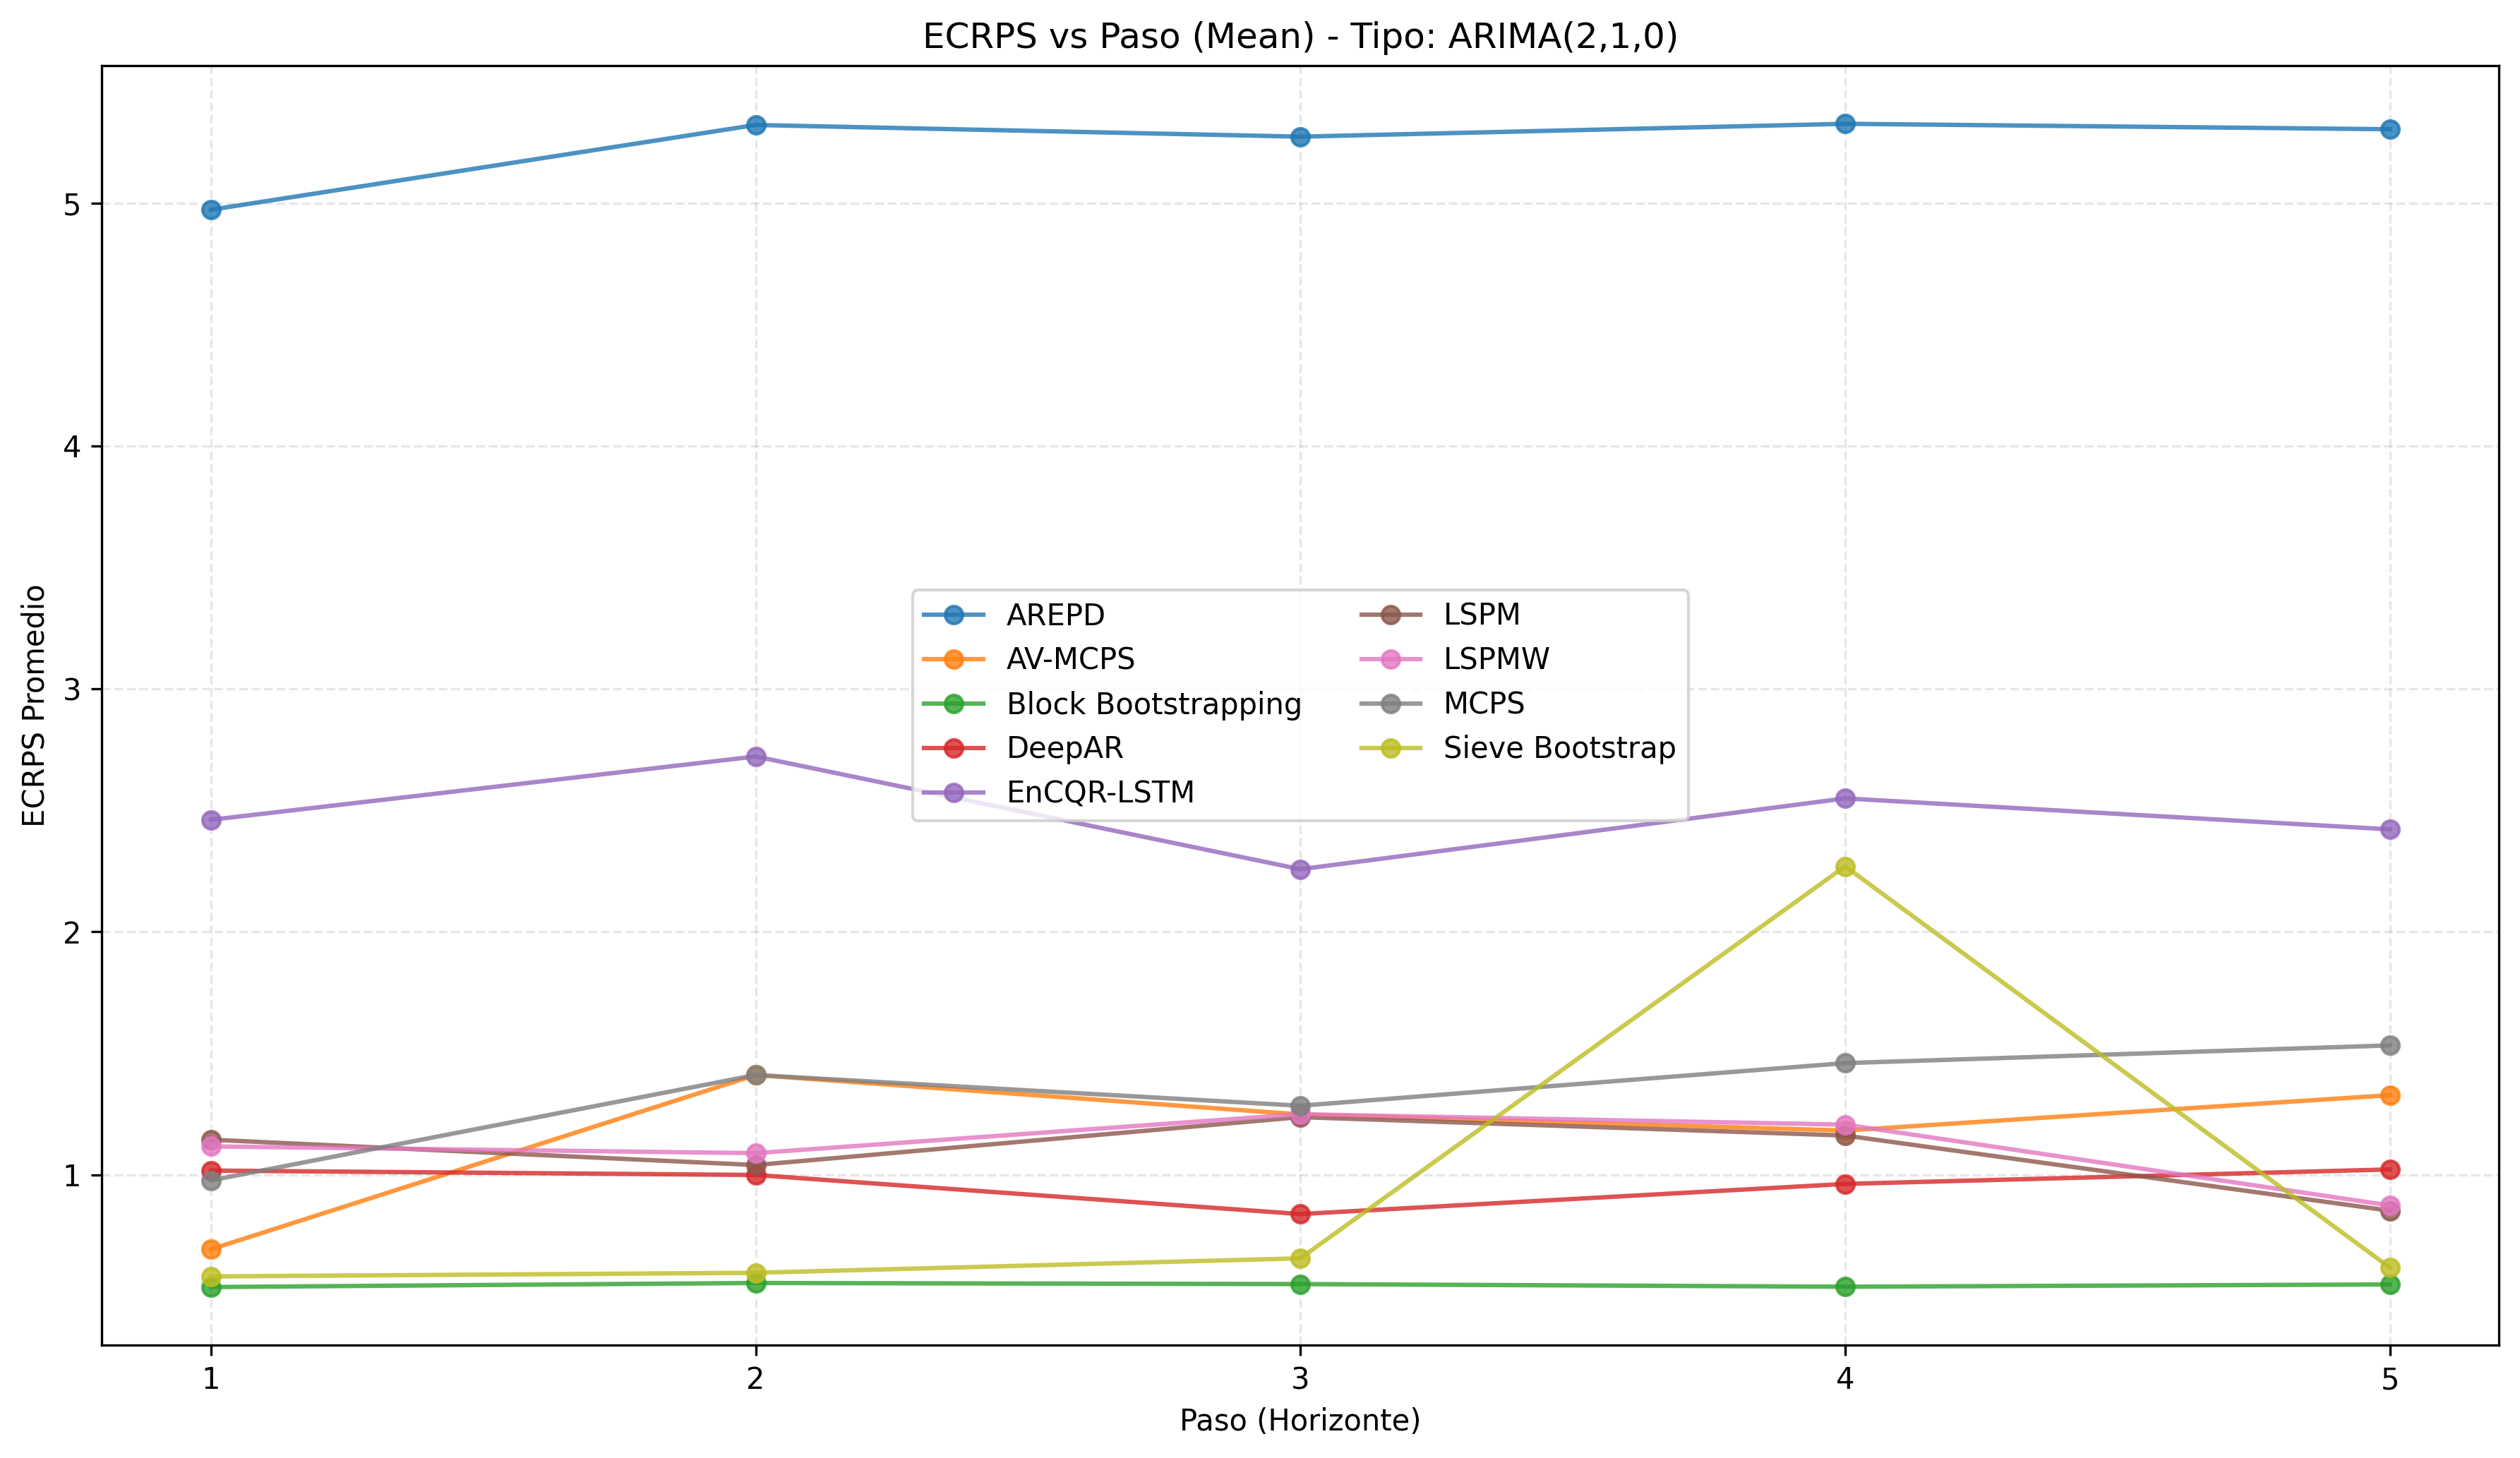 ECRPS vs Paso (Mean) - Tipo: ARIMA(2,1,0)
ECRPS Promedio
5
4
3
2
1
AREPD
AV-MCPS
Block Bootstrapping
DeepAR
EnCQR-LSTM
LSPM
LSPMW
MCPS
Sieve Bootstrap
1 2 3 4 5
Paso (Horizonte)